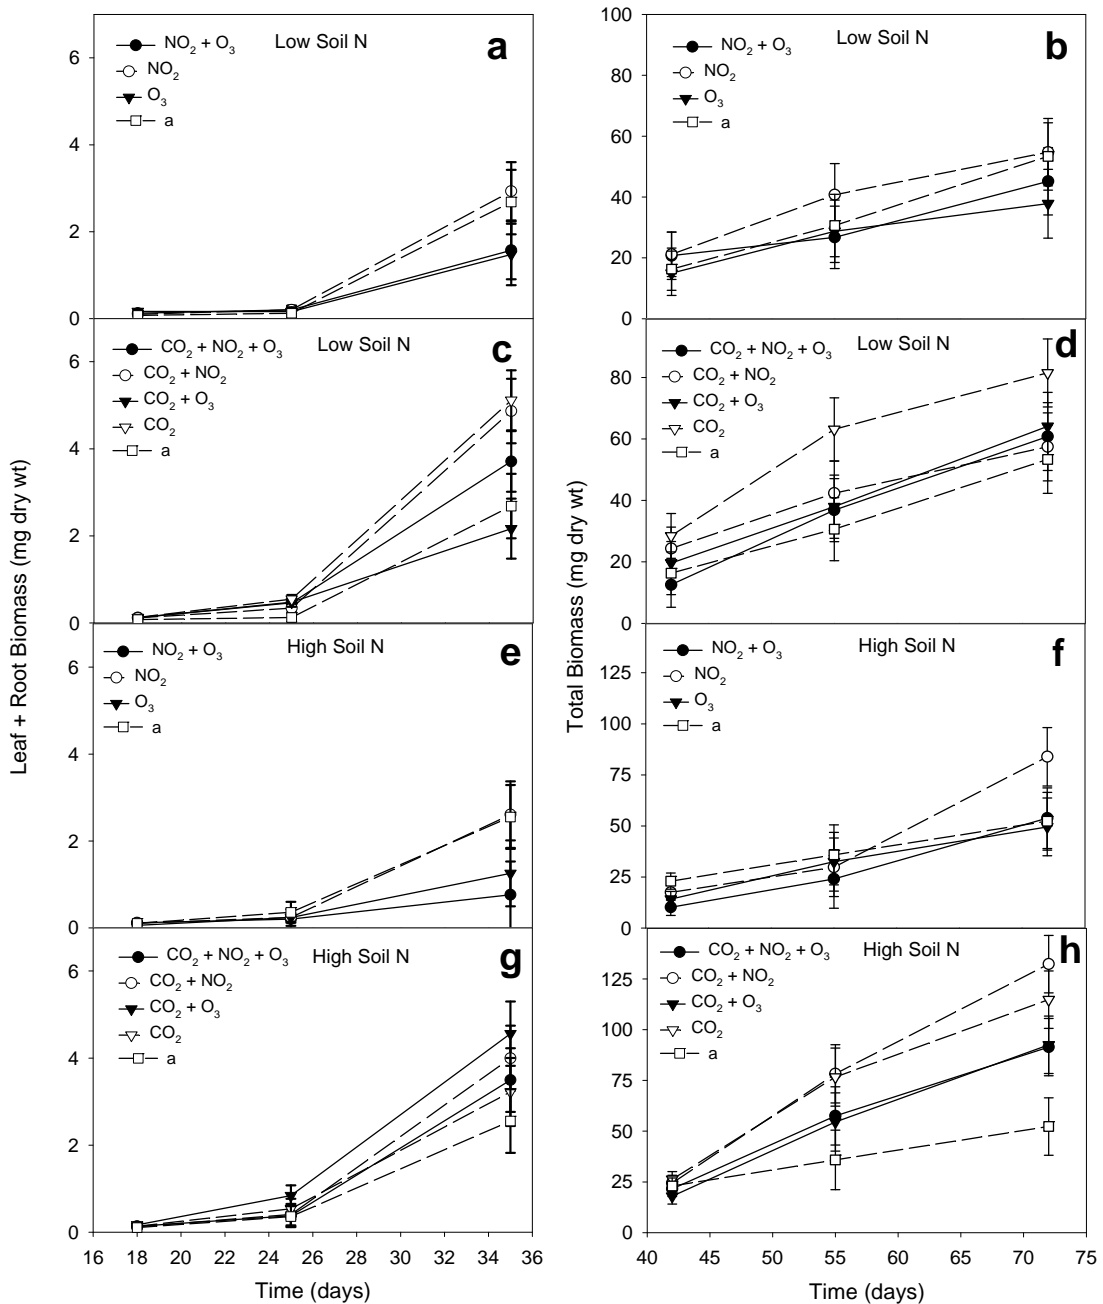 Leaf + Root Biomass (mg dry wt)
Total Biomass (mg dry wt)
Low Soil N
a
NO2 + O3
NO2
O3
a
6
4
2
0
Low Soil N
b
NO2 + O3
NO2
O3
a
100
80
60
40
20
0
Low Soil N
c
CO2 + NO2 + O3
CO2 + NO2
CO2 + O3
CO2
a
6
4
2
0
Low Soil N
d
CO2 + NO2 + O3
CO2 + NO2
CO2 + O3
CO2
a
80
60
40
20
0
High Soil N
e
NO2 + O3
NO2
O3
a
6
4
2
0
High Soil N
f
NO2 + O3
NO2
O3
a
125
100
75
50
25
0
High Soil N
g
CO2 + NO2 + O3
CO2 + NO2
CO2 + O3
CO2
a
6
4
2
0
16 18 20 22 24 26 28 30 32 34 36
Time (days)
High Soil N
h
CO2 + NO2 + O3
CO2 + NO2
CO2 + O3
CO2
a
125
100
75
50
25
0
40 45 50 55 60 65 70 75
Time (days)